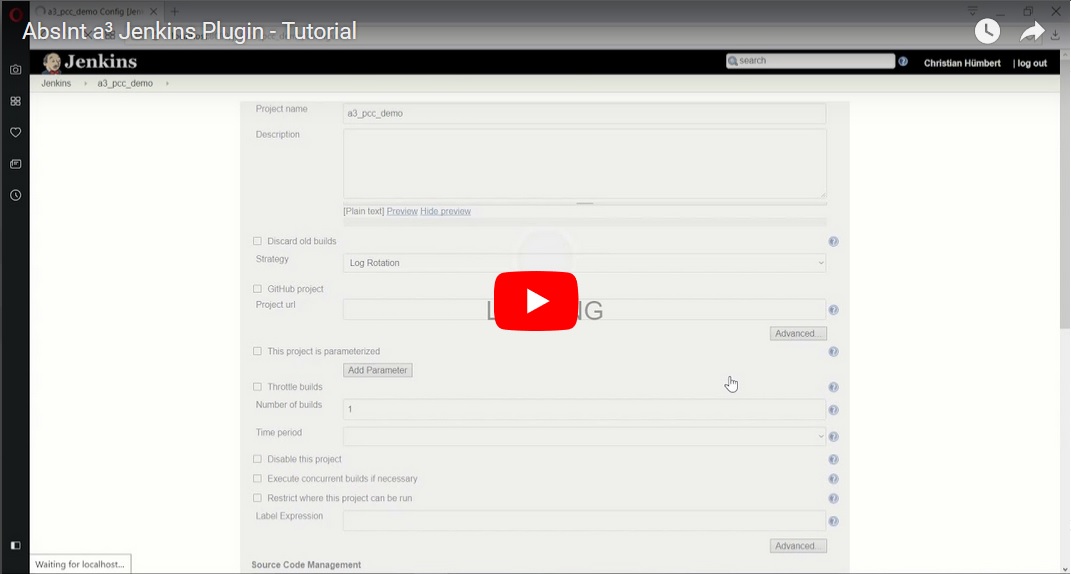 a3_pcc_demo Config [Jen
AbsInt a³ Jenkins Plugin - Tutorial
Jenkins
search
Christian Hümbert
| log out
Jenkins
a3_pcc_demo
Project name
a3_pcc_demo
Description
[Plain text] Preview Hide preview
Discard old builds
Strategy
Log Rotation
GitHub project
Project url
Advanced...
This project is parameterized
Add Parameter
Throttle builds
Number of builds
1
Time period
Disable this project
Execute concurrent builds if necessary
Restrict where this project can be run
Label Expression
Advanced...
Source Code Management
Waiting for localhost...